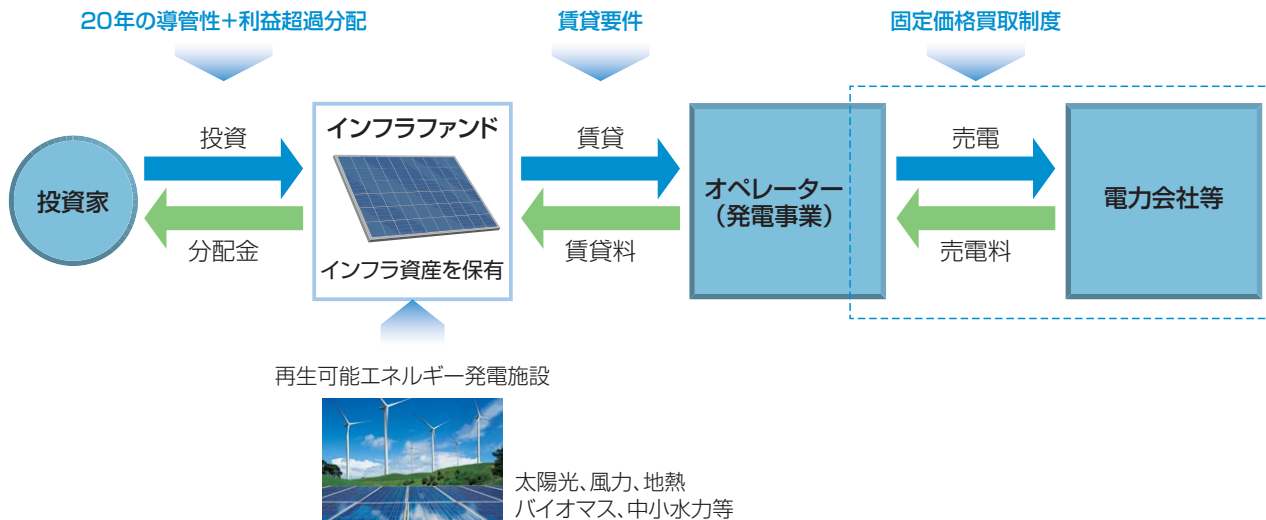 20年の導管性+利益超過分配
賃貸要件
固定価格買取制度
投資家
投資
分配金
インフラファンド
インフラ資産を保有
賃貸
賃貸料
オペレーター
（発電事業）
売電
売電料
電力会社等
再生可能エネルギー発電施設
太陽光、風力、地熱
バイオマス、中小水力等